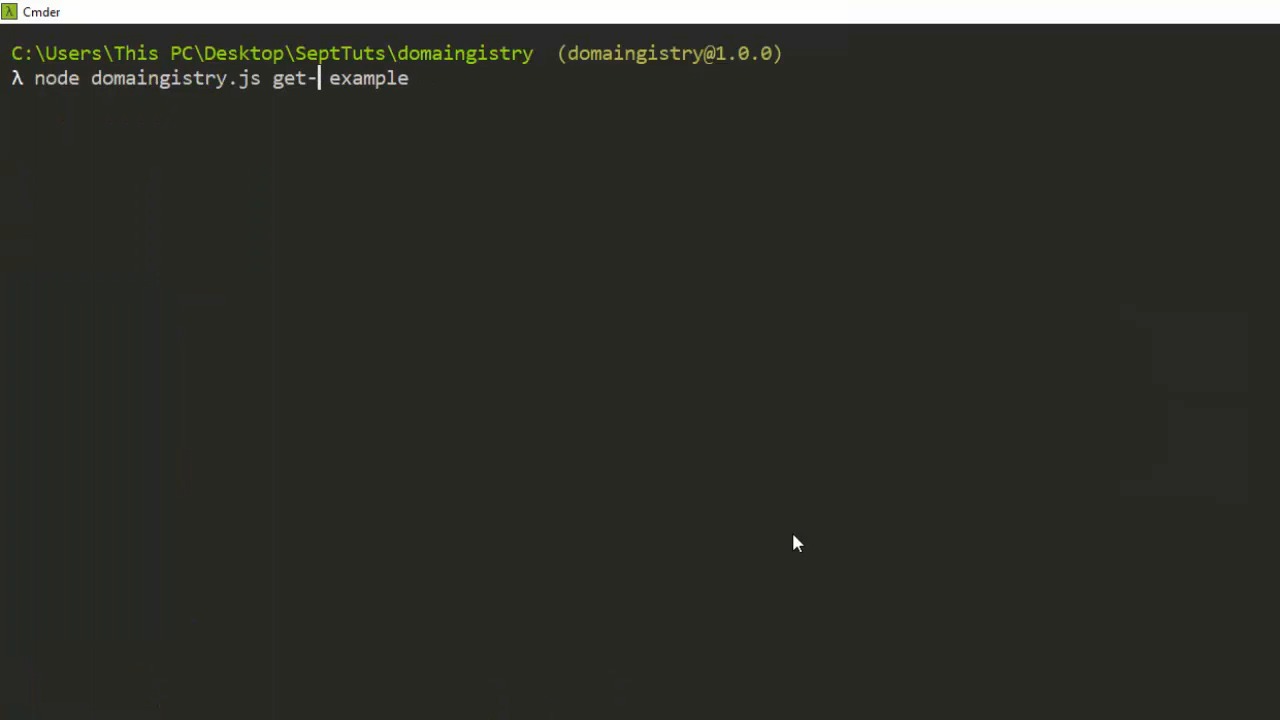 Cmder
C:\Users\This PC\Desktop\SeptTuts\domaingistry  (domaingistry@1.0.0)
λ node domaingistry.js get- example